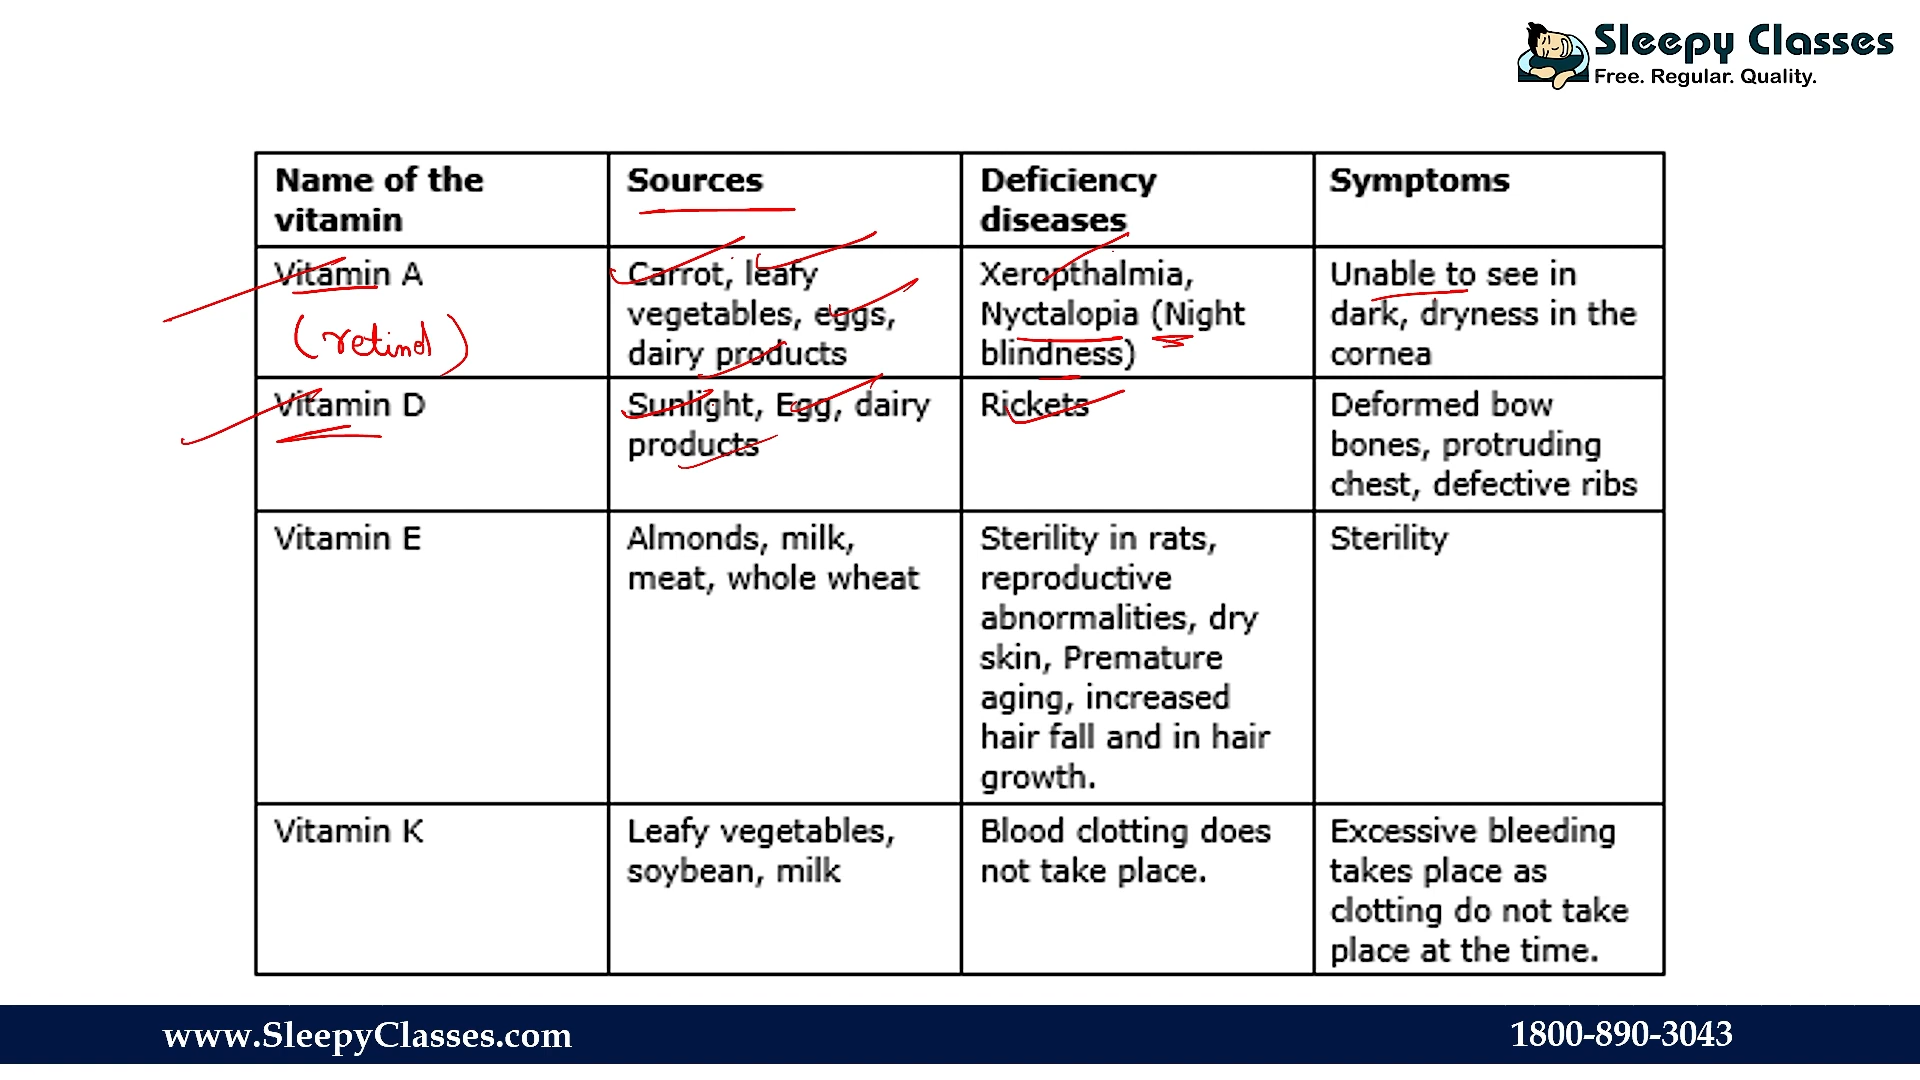 Sleepy Classes
Free. Regular. Quality.
Name of the
vitamin
Sources
Deficiency
diseases
Symptoms
Vitamin A
(retinol)
Carrot, leafy
vegetables, eggs,
dairy products
Xeropthalmia,
Nyctalopia (Night
blindness)
Unable to see in
dark, dryness in the
cornea
Vitamin D
Sunlight, Egg, dairy
products
Rickets
Deformed bow
bones, protruding
chest, defective ribs
Vitamin E
Almonds, milk,
meat, whole wheat
Sterility in rats,
reproductive
abnormalities, dry
skin, Premature
aging, increased
hair fall and in hair
growth.
Sterility
Vitamin K
Leafy vegetables,
soybean, milk
Blood clotting does
not take place.
Excessive bleeding
takes place as
clotting do not take
place at the time.
www.SleepyClasses.com
1800-890-3043